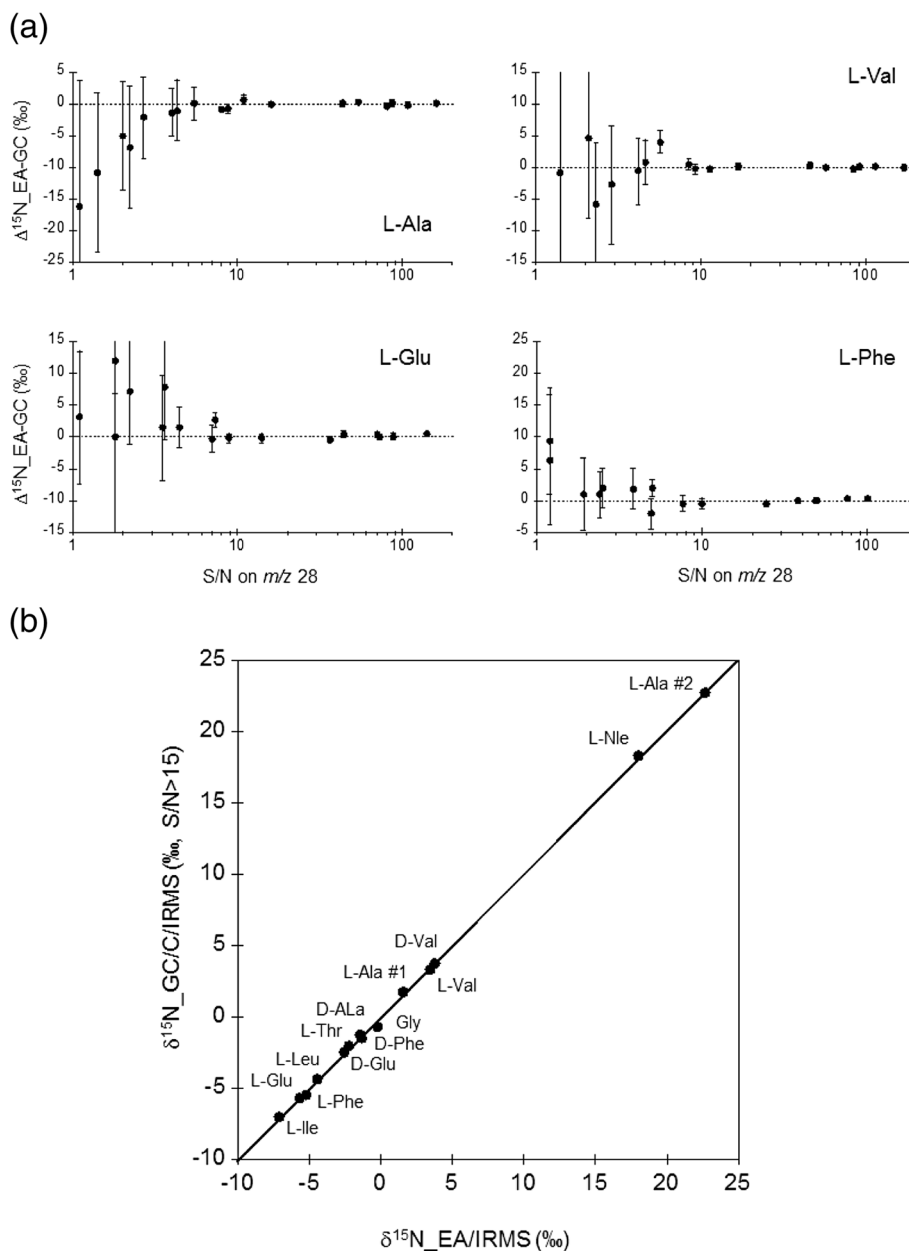 (a)
5
0
-5
-10
-15
-20
-25
Δ¹⁵N_EA-GC (‰)
L-Ala
1
10
100
15
10
5
0
-5
-10
-15
L-Val
1
10
100
15
10
5
0
-5
-10
-15
Δ¹⁵N_EA-GC (‰)
L-Glu
1
10
100
S/N on m/z 28
25
20
15
10
5
0
-5
L-Phe
1
10
100
S/N on m/z 28
(b)
25
20
15
10
5
0
-5
-10
δ¹⁵N_GC/C/IRMS (‰, S/N>15)
L-Ala #2
L-Nle
D-Val
L-Ala #1
L-Val
D-ALa
Gly
L-Thr
D-Phe
L-Leu
D-Glu
L-Glu
L-Phe
L-Ile
-10
-5
0
5
10
15
20
25
δ¹⁵N_EA/IRMS (‰)